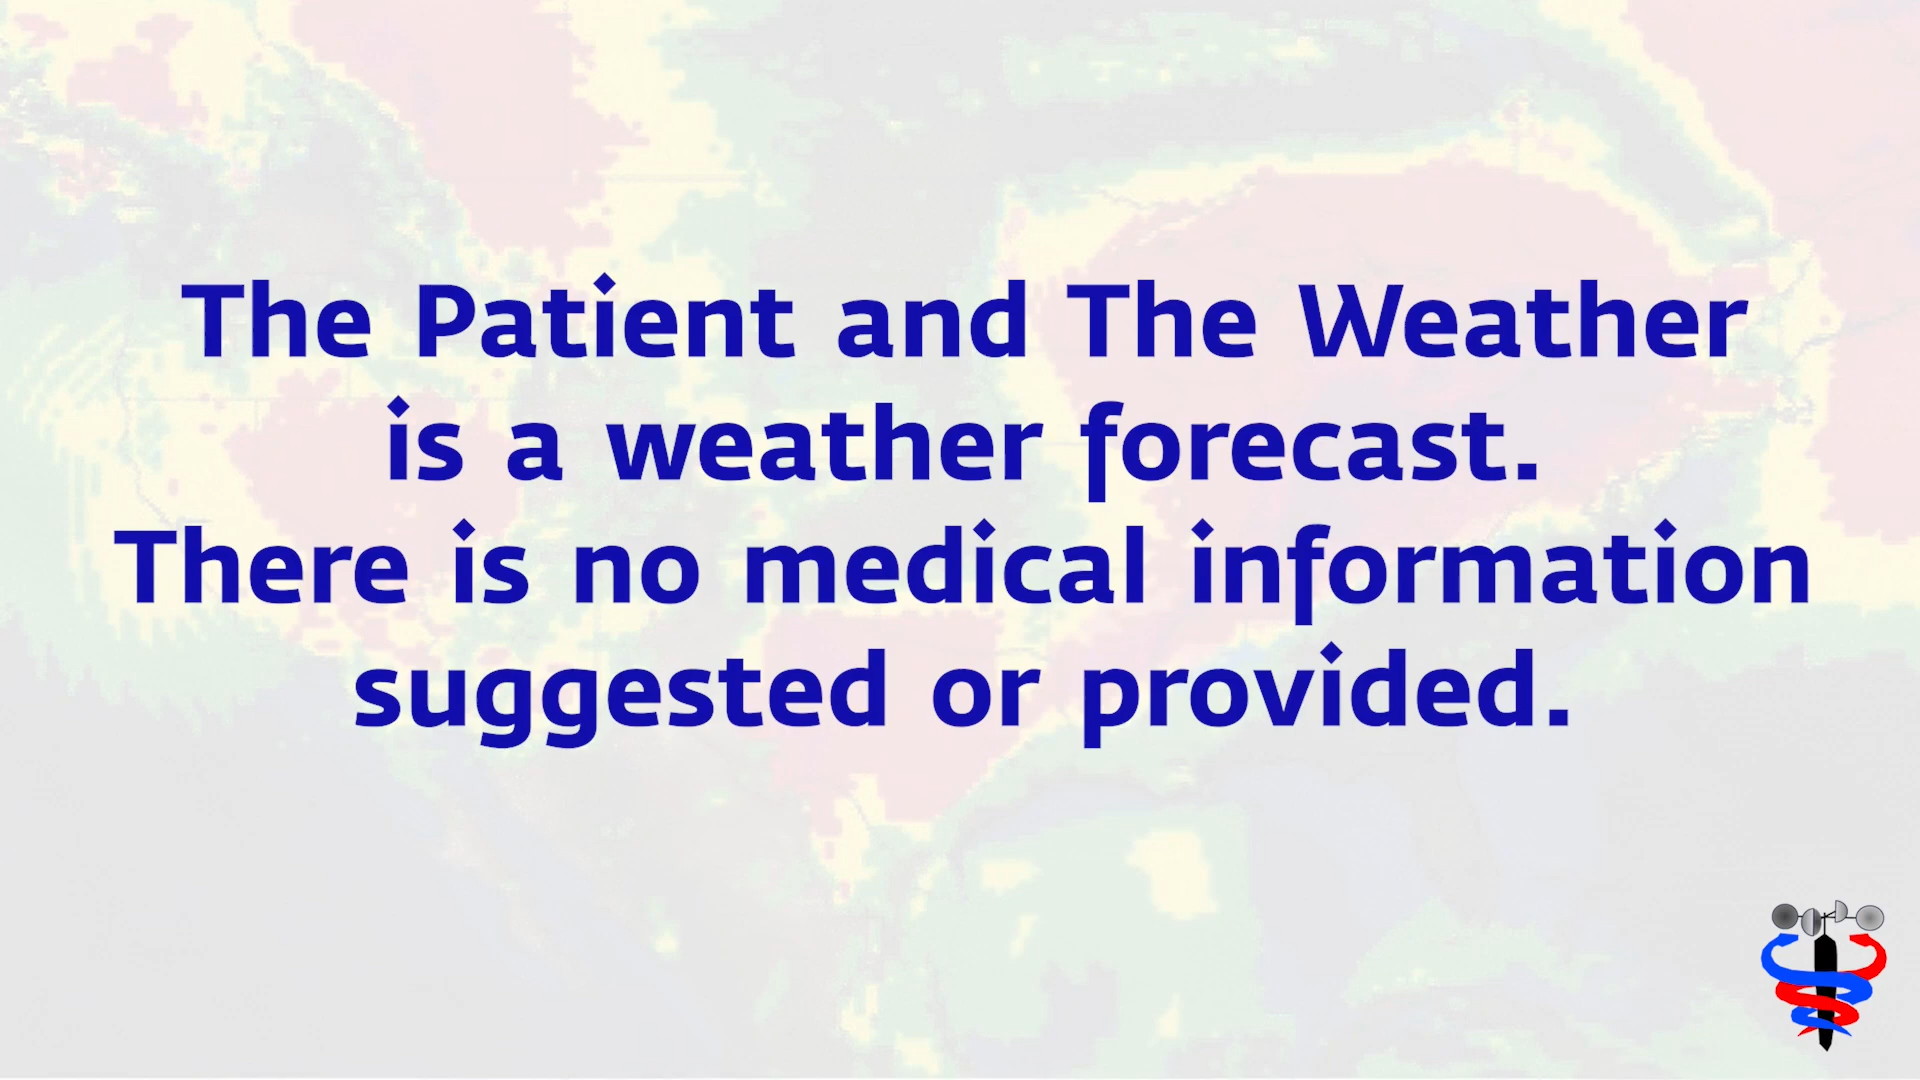 The Patient and The Weather
is a weather forecast.
There is no medical information
suggested or provided.